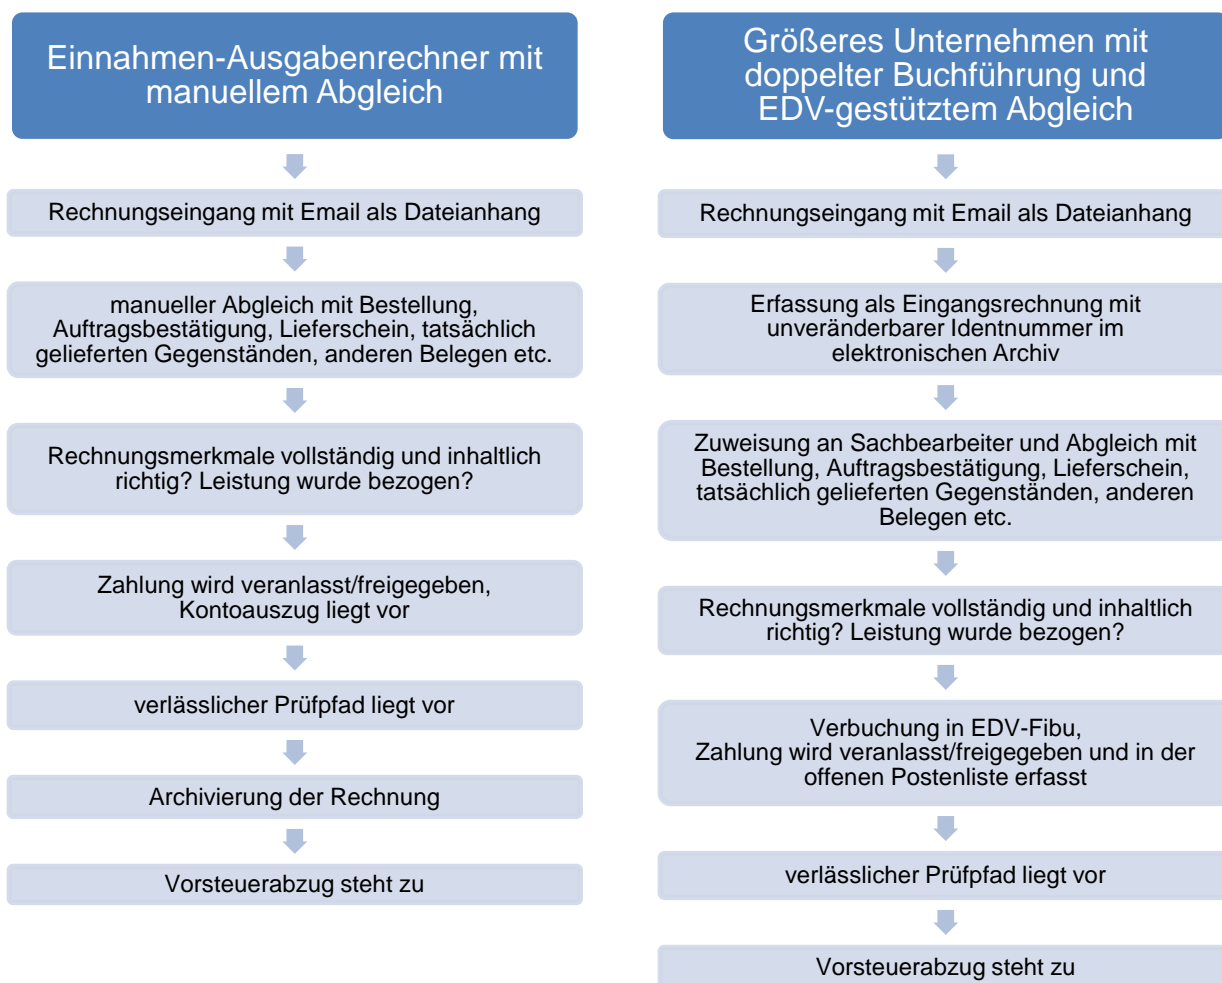 Einnahmen-Ausgabenrechner mit
manuellem Abgleich
Rechnungseingang mit Email als Dateianhang
manueller Abgleich mit Bestellung,
Auftragsbestätigung, Lieferschein, tatsächlich
gelieferten Gegenständen, anderen Belegen etc.
Rechnungsmerkmale vollständig und inhaltlich
richtig? Leistung wurde bezogen?
Zahlung wird veranlasst/freigegeben,
Kontoauszug liegt vor
verlässlicher Prüfpfad liegt vor
Archivierung der Rechnung
Vorsteuerabzug steht zu
Größeres Unternehmen mit
doppelter Buchführung und
EDV-gestütztem Abgleich
Rechnungseingang mit Email als Dateianhang
Erfassung als Eingangsrechnung mit
unveränderbarer Identnummer im
elektronischen Archiv
Zuweisung an Sachbearbeiter und Abgleich mit
Bestellung, Auftragsbestätigung, Lieferschein,
tatsächlich gelieferten Gegenständen, anderen
Belegen etc.
Rechnungsmerkmale vollständig und inhaltlich
richtig? Leistung wurde bezogen?
Verbuchung in EDV-Fibu,
Zahlung wird veranlasst/freigegeben und in der
offenen Postenliste erfasst
verlässlicher Prüfpfad liegt vor
Vorsteuerabzug steht zu